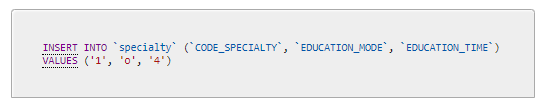 INSERT INTO `specialty` (`CODE_SPECIALTY`, `EDUCATION_MODE`, `EDUCATION_TIME`)
VALUES ('1', 'o', '4')